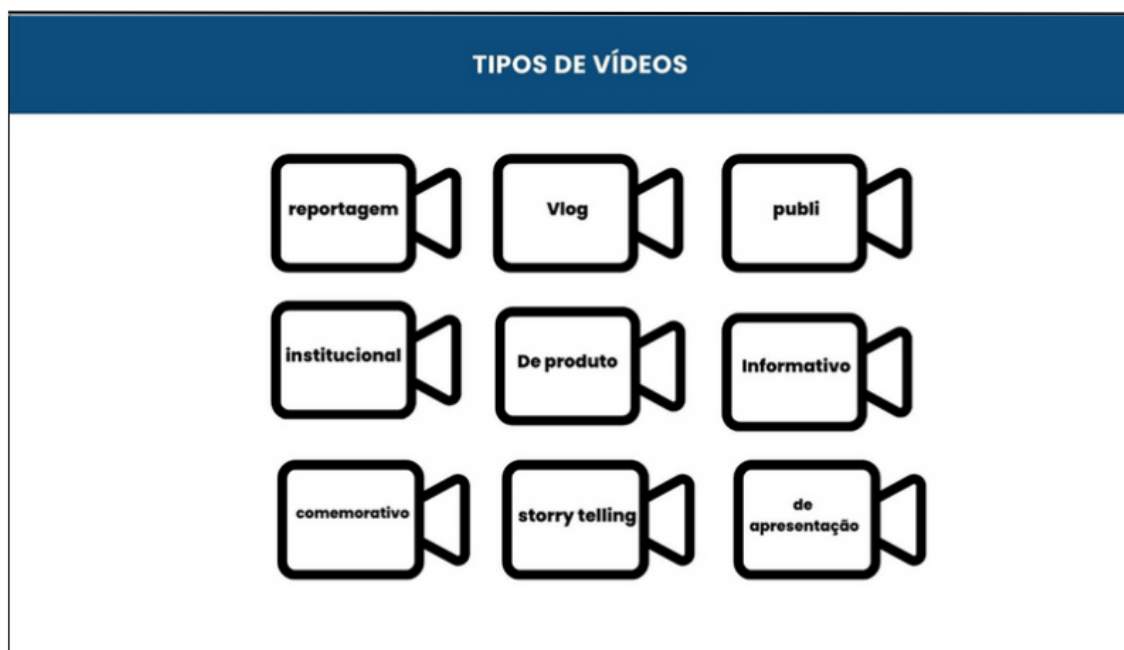 TIPOS DE VÍDEOS
reportagem
Vlog
publi
institucional
De produto
Informativo
comemorativo
storry telling
de
apresentação